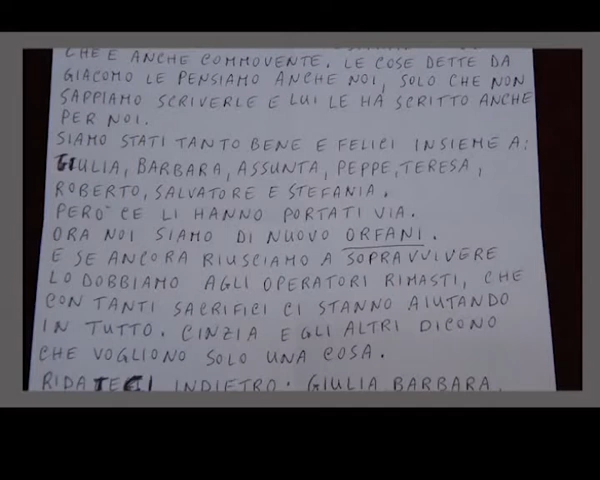 CHE E ANCHE COMMOVENTE. LE COSE DETTE DA
GIACOMO LE PENSIAMO ANCHE NOI, SOLO CHE NON
SAPPIAMO SCRIVERLE E LUI LE HA SCRITTO ANCHE
PER NOI.
SIAMO STATI TANTO BENE E FELICI INSIEME A:
GIULIA, BARBARA, ASSUNTA, PEPPE, TERESA,
ROBERTO, SALVATORE E STEFANIA.
PERO' CE LI HANNO PORTATI VIA.
ORA NOI SIAMO DI NUOVO ORFANI.
E SE ANCORA RIUSCIAMO A SOPRAVVIVERE
LO DOBBIAMO AGLI OPERATORI RIMASTI, CHE
CON TANTI SACRIFICI CI STANNO AIUTANDO
IN TUTTO. CINZIA E GLI ALTRI DICONO
CHE VOGLIONO SOLO UNA COSA.
RIDATECI INDIETRO: GIULIA BARBARA